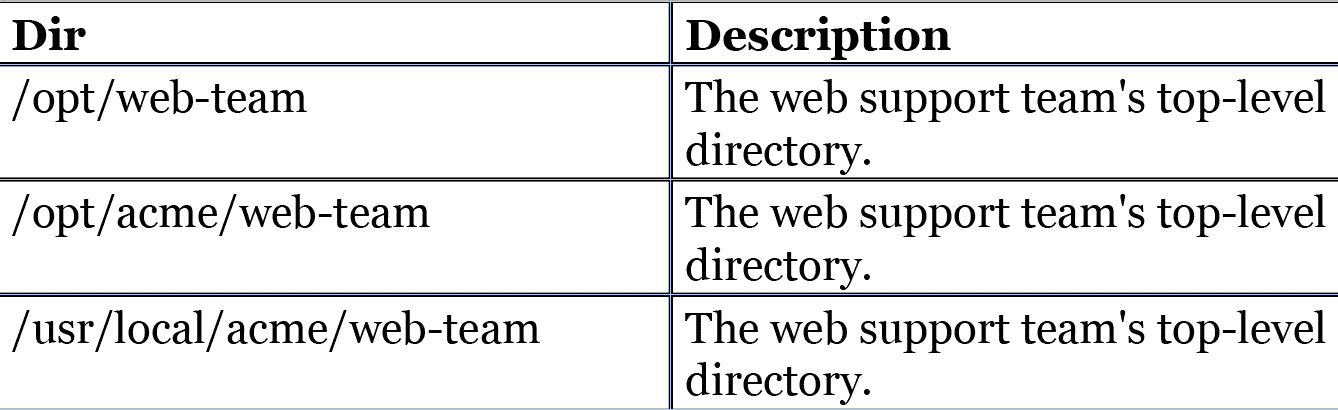 Dir Description
/opt/web-team The web support team's top-level
directory.
/opt/acme/web-team The web support team's top-level
directory.
/usr/local/acme/web-team The web support team's top-level
directory.